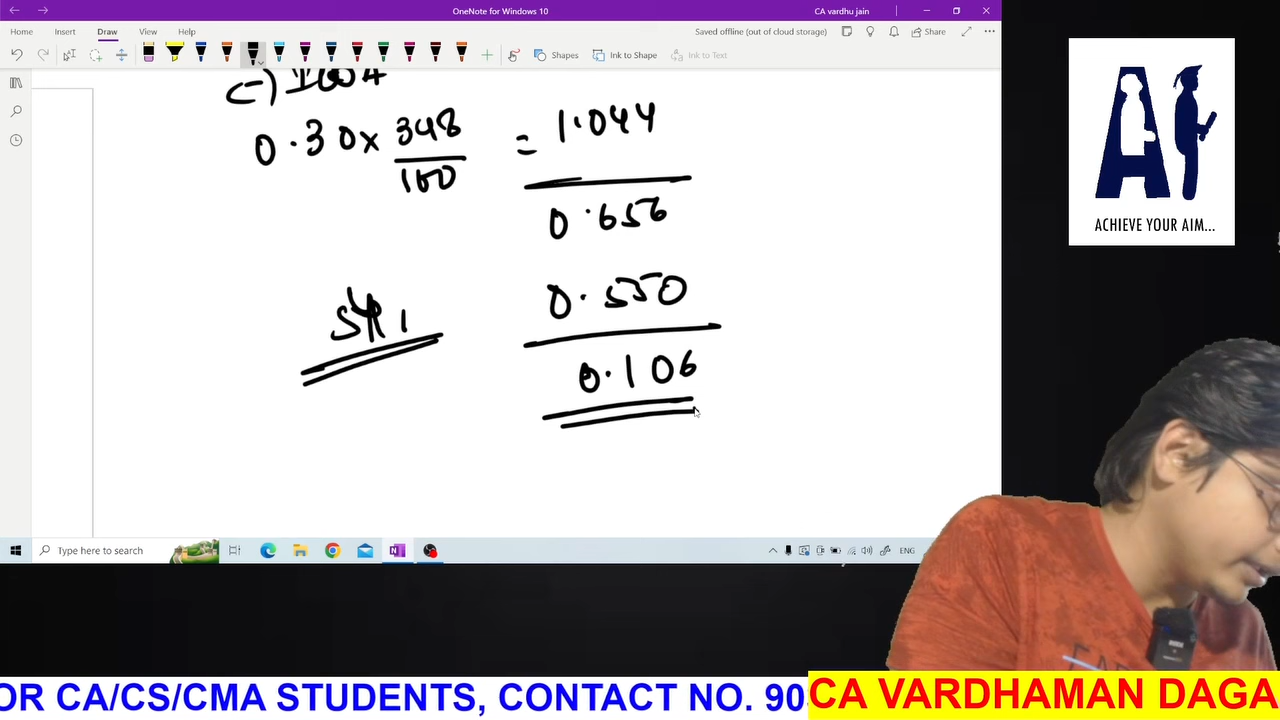 OneNote for Windows 10
CA vardhu jain
Home
Insert
Draw
View
Help
Saved offline (out of cloud storage)
Share
Shapes
Ink to Shape
Ink to Text
(-)
0.30x 348
100
= 1.044
0.656
0.550
0.106
ACHIEVE YOUR AIM...
Type here to search
ENG
OR CA/CS/CMA STUDENTS, CONTACT NO. 90
CA VARDHAMAN DAGA